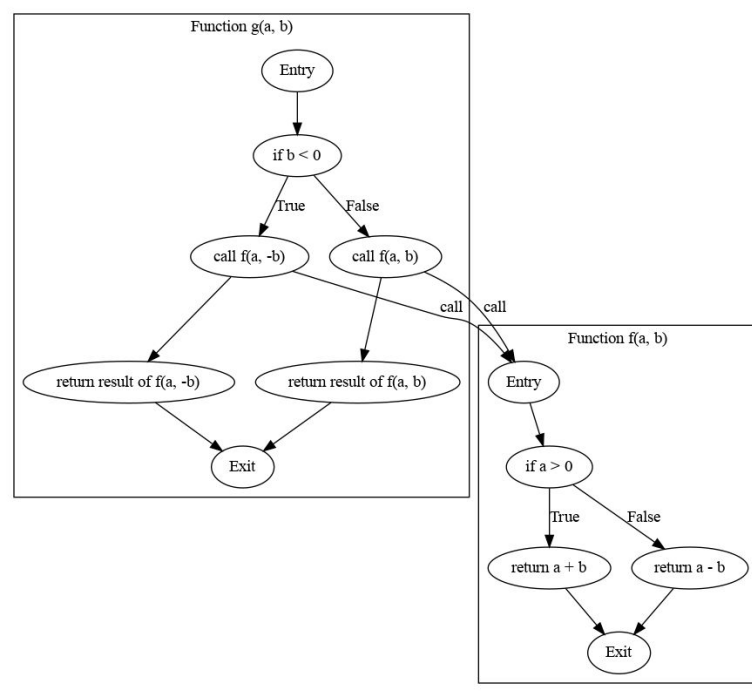 Function g(a, b)
Entry
if b < 0
True
False
call f(a, -b)
call f(a, b)
call
call
return result of f(a, -b)
return result of f(a, b)
Exit
Function f(a, b)
Entry
if a > 0
True
False
return a + b
return a - b
Exit